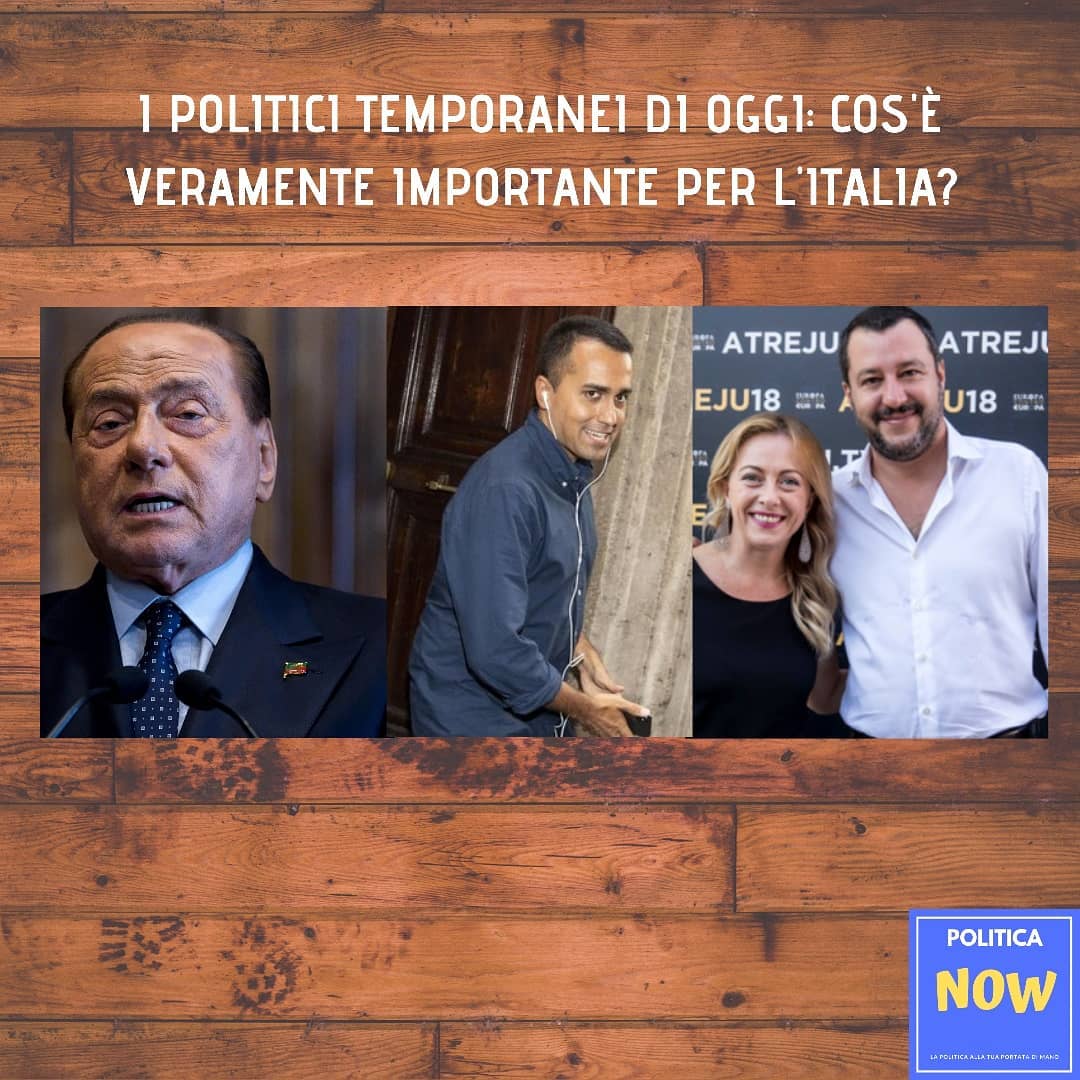 I POLITICI TEMPORANEI DI OGGI: COS'È
VERAMENTE IMPORTANTE PER L'ITALIA?
ATREJU ATREJU
EJU18 EUROPA A U18
POLITICA
NOW
LA POLITICA ALLA TUA PORTATA DI MANO